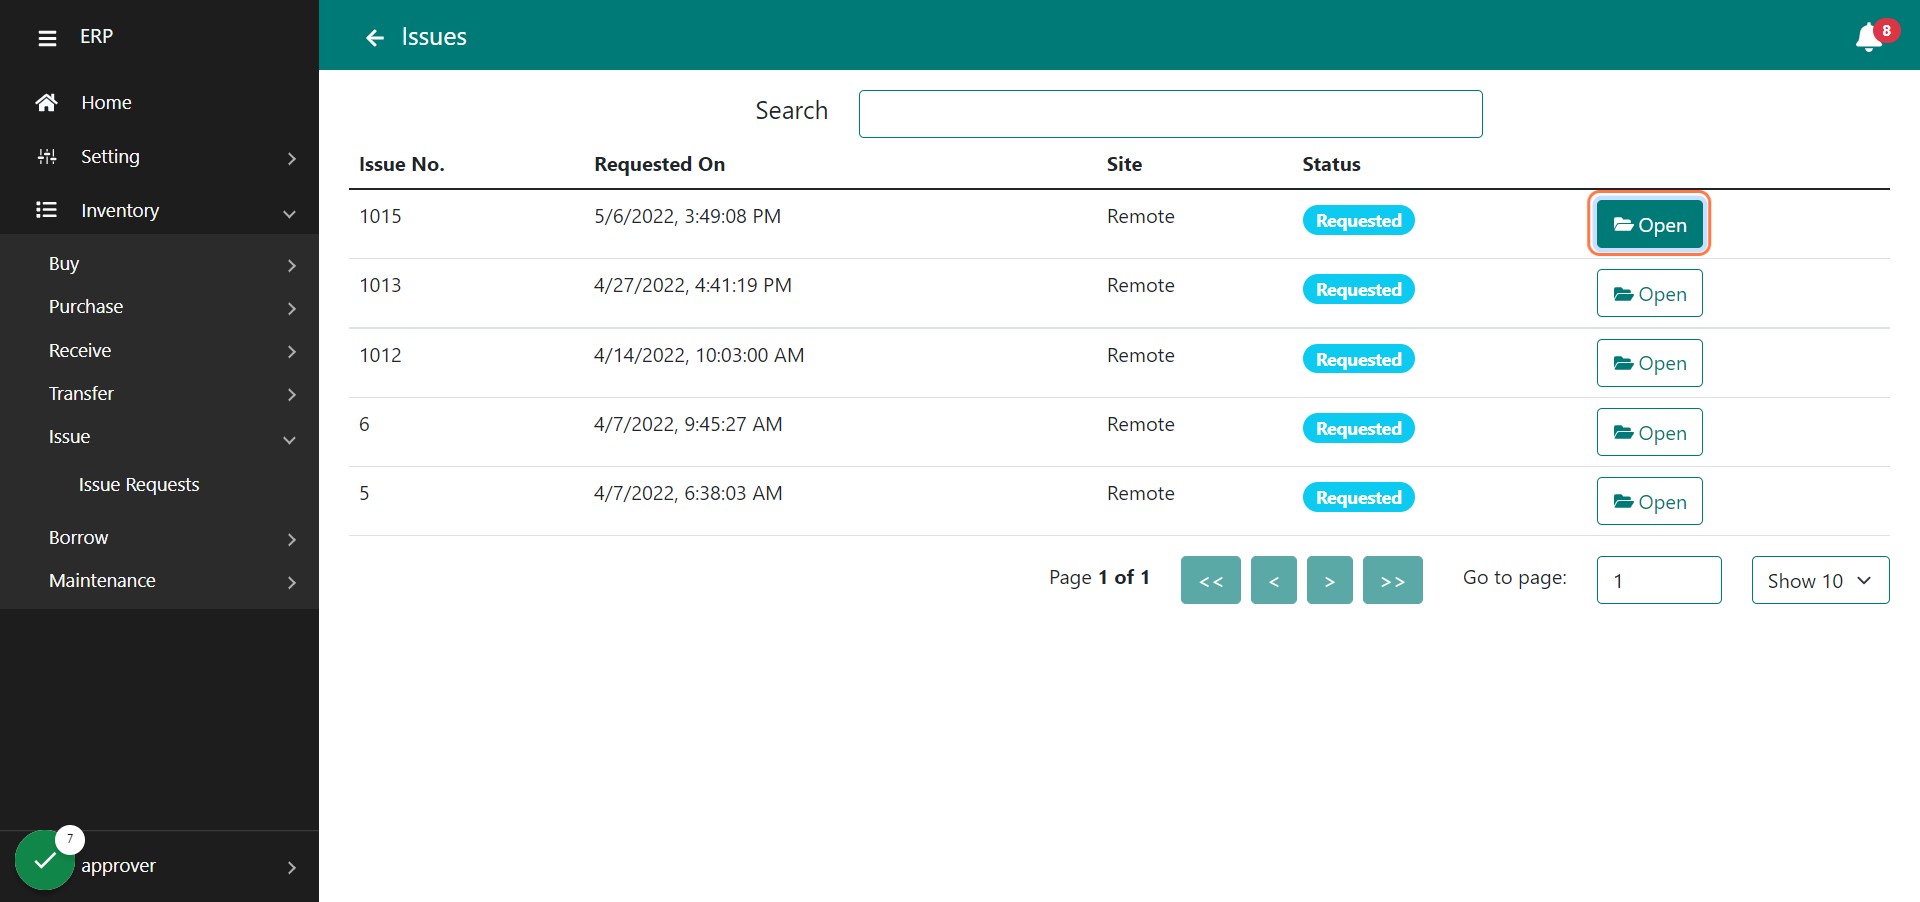 ERP
Home
Setting
Inventory
Buy
Purchase
Receive
Transfer
Issue
Issue Requests
Borrow
Maintenance
7
approver
Issues
8
Search
Issue No. Requested On Site Status
1015 5/6/2022, 3:49:08 PM Remote Requested Open
1013 4/27/2022, 4:41:19 PM Remote Requested Open
1012 4/14/2022, 10:03:00 AM Remote Requested Open
6 4/7/2022, 9:45:27 AM Remote Requested Open
5 4/7/2022, 6:38:03 AM Remote Requested Open
Page 1 of 1 << < > >> Go to page: 1 Show 10